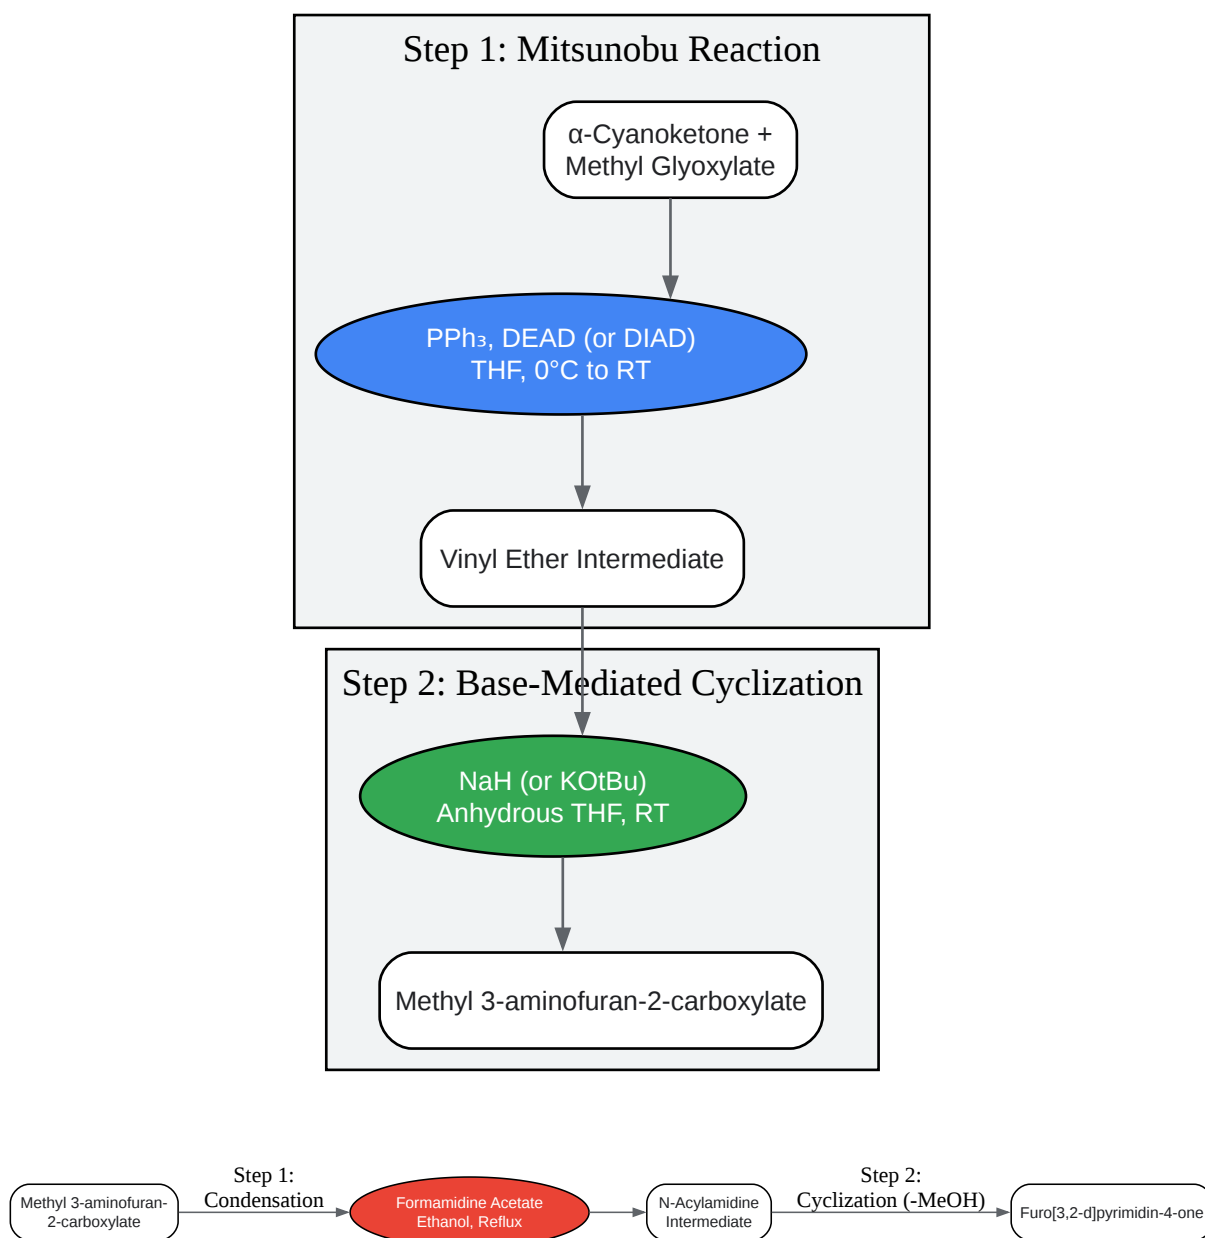 Step 1: Mitsunobu Reaction
α-Cyanoketone +
Methyl Glyoxylate
PPh₃, DEAD (or DIAD)
THF, 0°C to RT
Vinyl Ether Intermediate
Step 2: Base-Mediated Cyclization
NaH (or KOtBu)
Anhydrous THF, RT
Methyl 3-aminofuran-2-carboxylate
Methyl 3-aminofuran-
2-carboxylate
Step 1:
Condensation
Formamidine Acetate
Ethanol, Reflux
N-Acylamidine
Intermediate
Step 2:
Cyclization (-MeOH)
Furo[3,2-d]pyrimidin-4-one